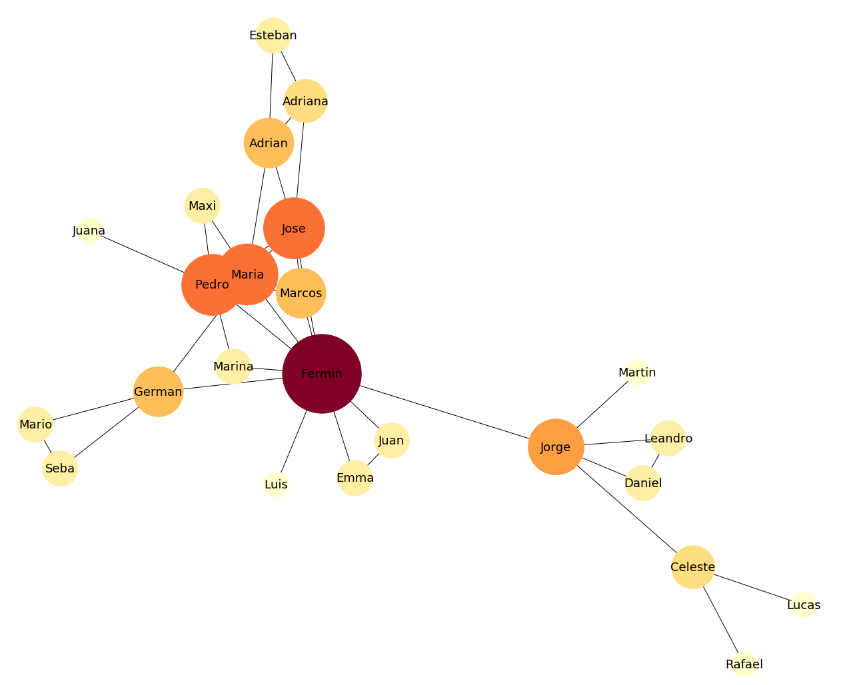 Esteban
Adriana
Adrian
Maxi
Juana
Jose
Maria
Pedro
Marcos
Marina
Fermin
Martin
German
Mario
Juan
Leandro
Jorge
Seba
Emma
Luis
Daniel
Celeste
Lucas
Rafael